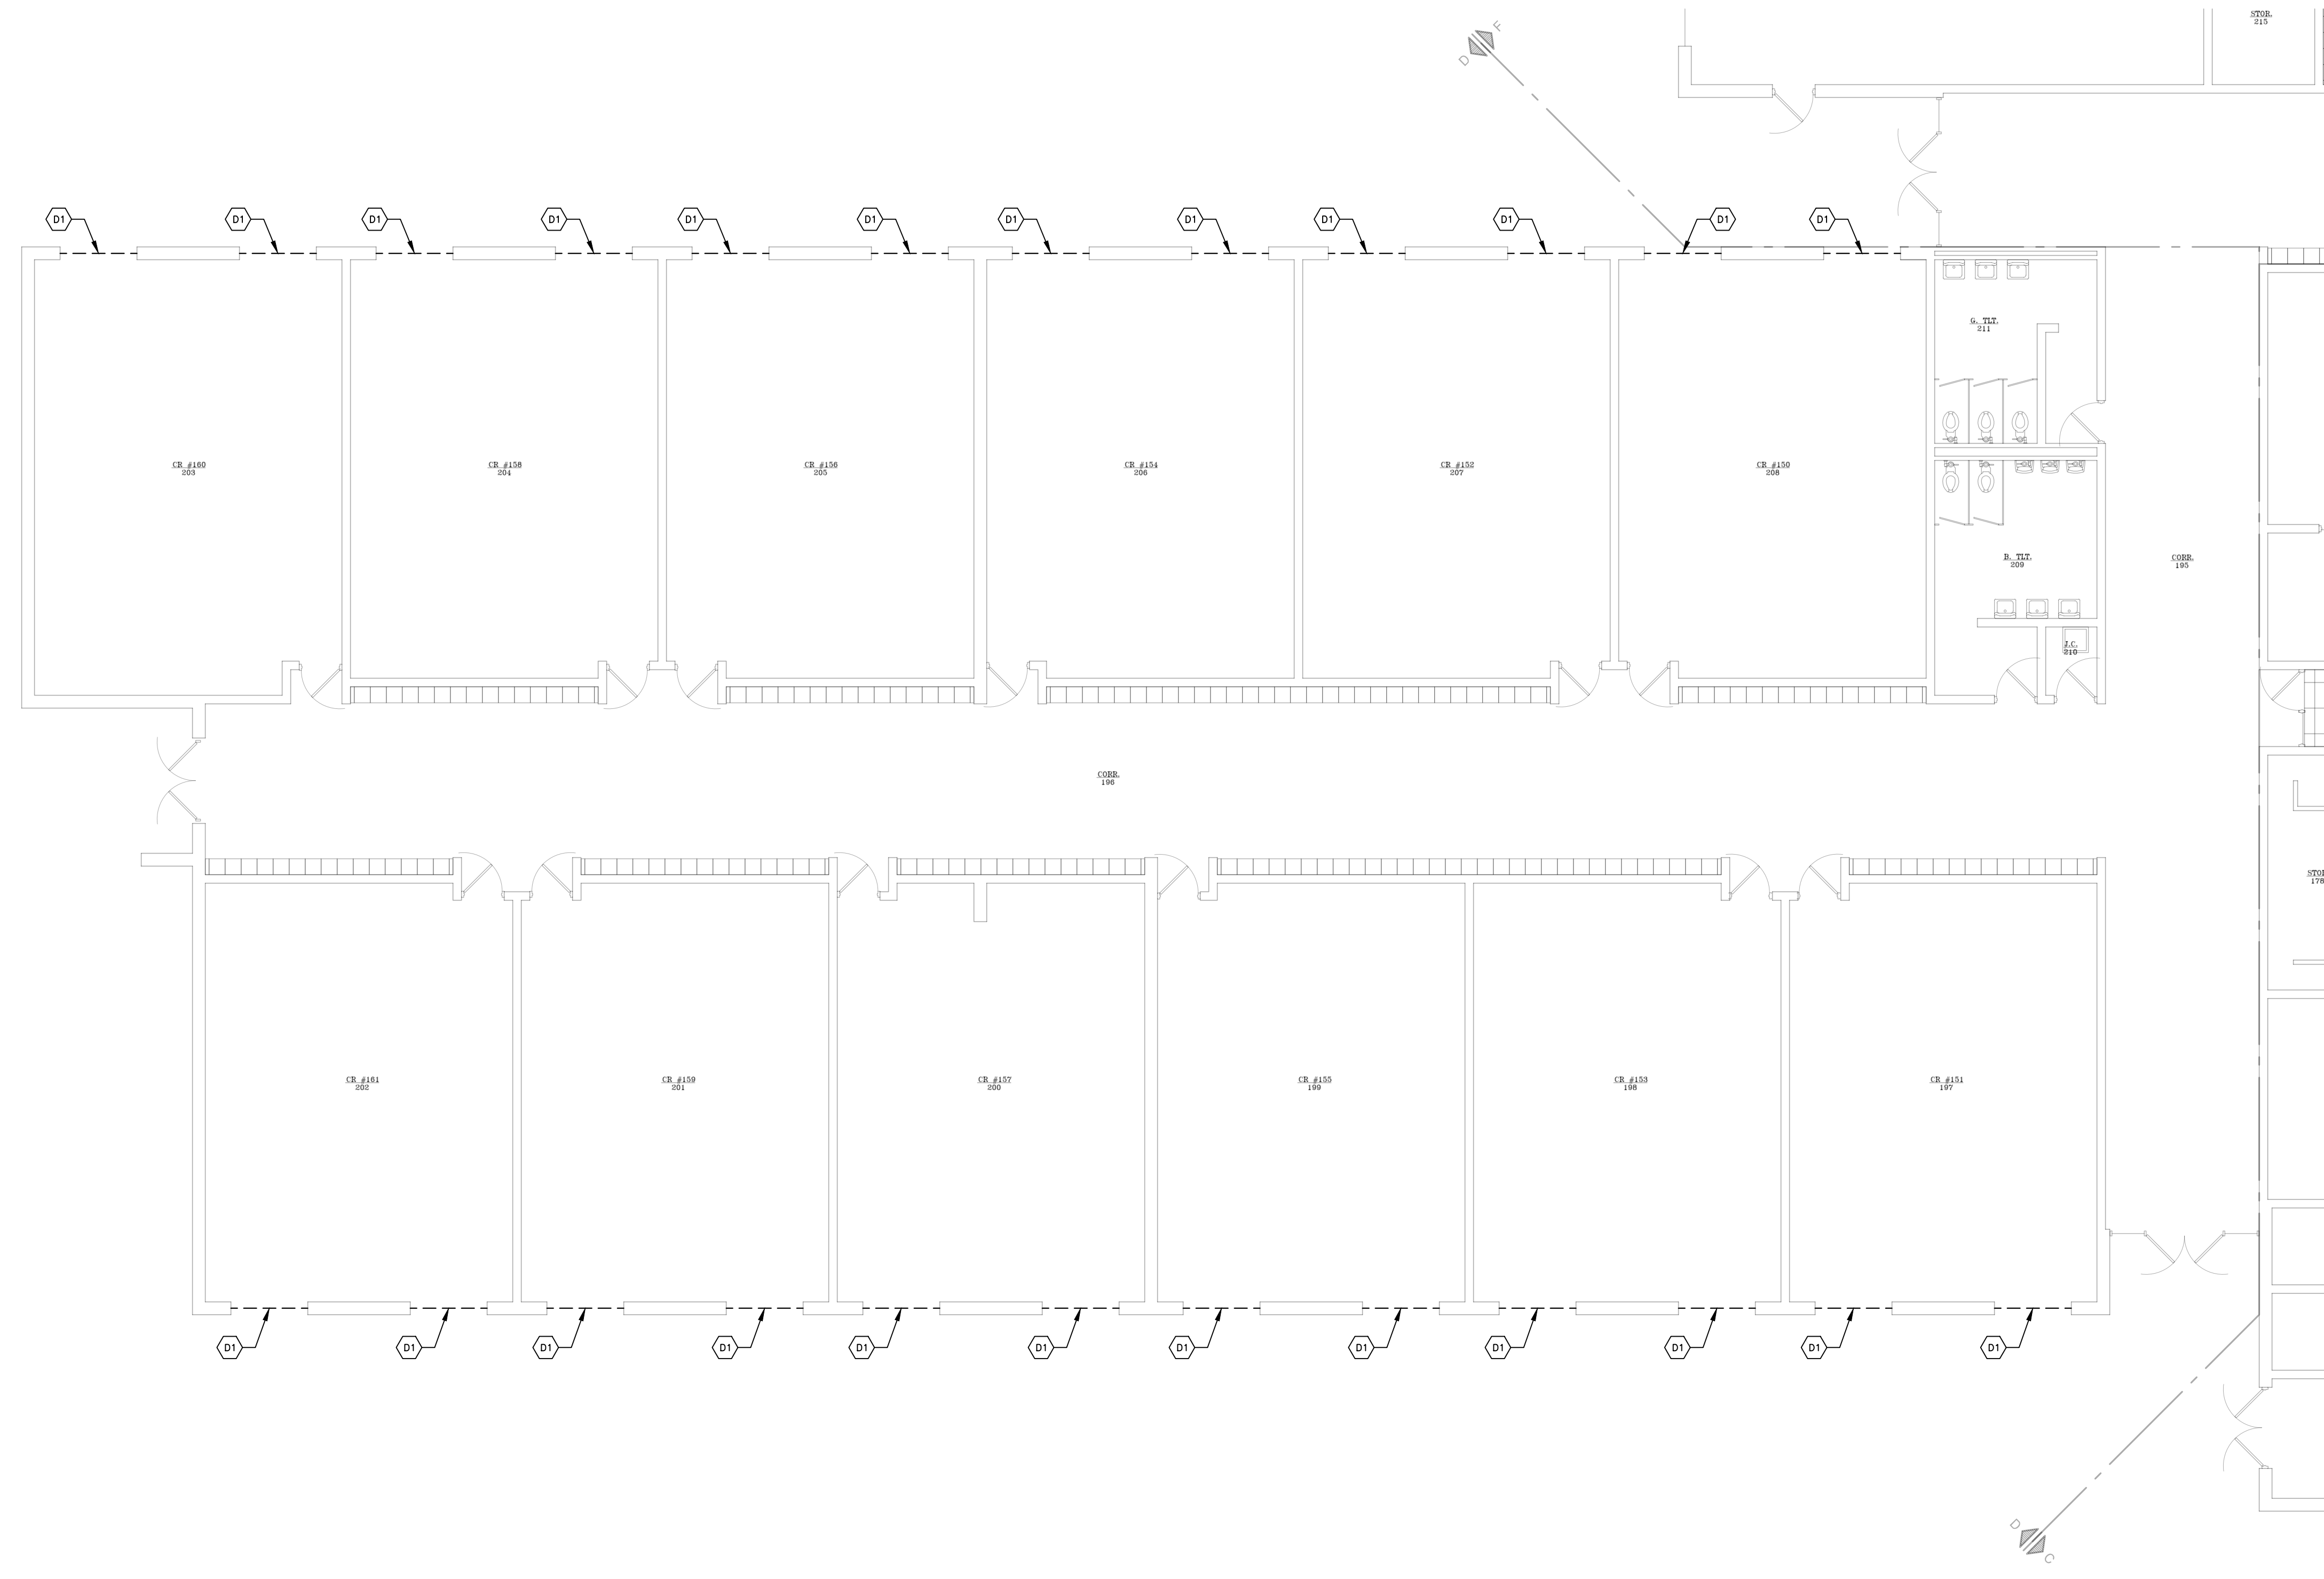 STOR.
215
F
D
D1 D1 D1 D1 D1 D1 D1 D1 D1 D1 D1 D1
G. TLT.
211
CR #160
203
CR #158
204
CR #156
205
CR #154
206
CR #152
207
CR #150
208
B. TLT.
209
CORR.
195
J.C.
210
CORR.
196
178
CR #161
202
CR #159
201
CR #157
200
CR #155
199
CR #153
198
CR #151
197
D1 D1 D1 D1 D1 D1 D1 D1 D1 D1 D1 D1
D
C